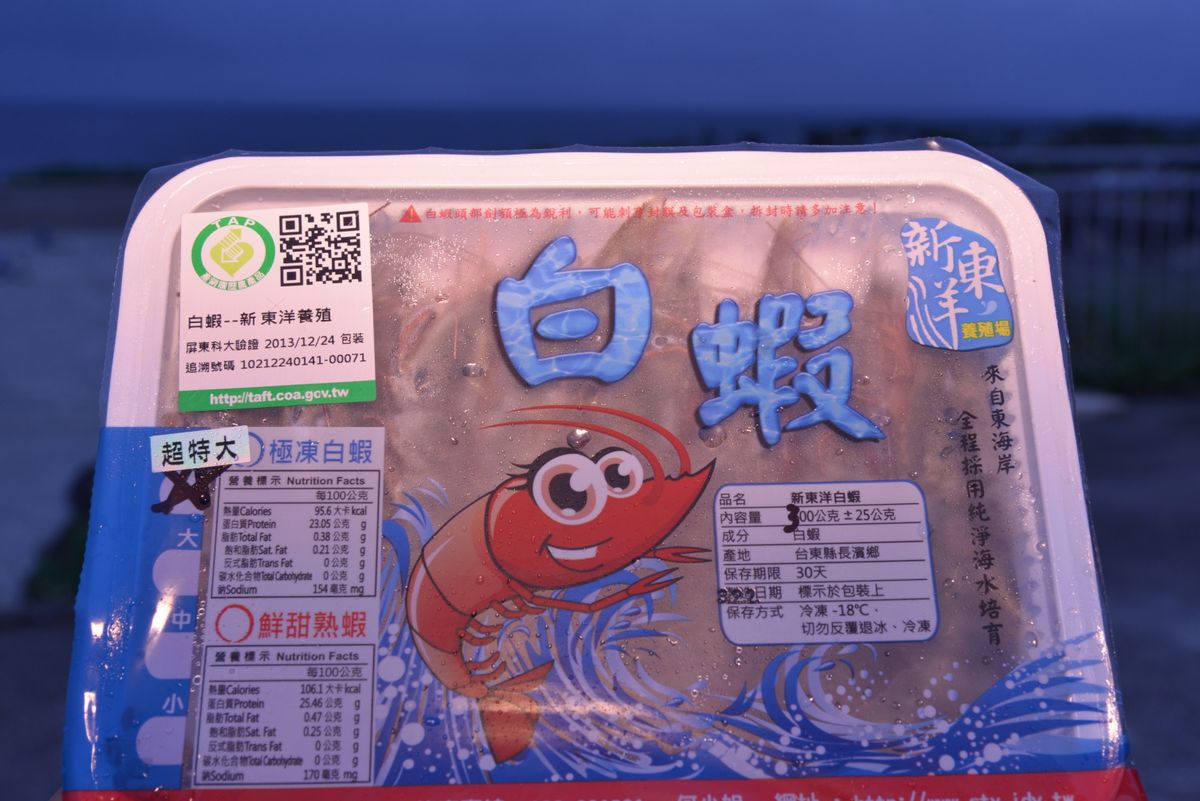 白蝦頭部劍額極為銳利，可能刺穿封膜及包裝盒，拆封時請多加注意！
TAP
產銷履歷農產品
白蝦--新東洋養殖
屏東科大驗證 2013/12/24 包裝
追溯號碼 10212240141-00071
http://taft.coa.gov.tw
白蝦
新東洋
養殖場
來自東海岸
全程採用純淨海水培育
超特大
大
中
小
極凍白蝦
營養標示 Nutrition Facts
每100公克
熱量Calories 95.6 大卡 kcal
蛋白質Protein 23.05 公克 g
脂肪Total Fat 0.38 公克 g
飽和脂肪Sat. Fat 0.21 公克 g
反式脂肪Trans Fat 0 公克 g
碳水化合物Total Carbohydrate 0 公克 g
鈉Sodium 154 毫克 mg
鮮甜熟蝦
營養標示 Nutrition Facts
每100公克
熱量Calories 106.1 大卡 kcal
蛋白質Protein 25.46 公克 g
脂肪Total Fat 0.47 公克 g
飽和脂肪Sat. Fat 0.25 公克 g
反式脂肪Trans Fat 0 公克 g
碳水化合物Total Carbohydrate 0 公克 g
鈉Sodium 170 毫克 mg
品名 新東洋白蝦
內容量 300公克±25公克
成分 白蝦
產地 台東縣長濱鄉
保存期限 30天
日期 標示於包裝上
保存方式 冷凍 -18℃．
切勿反覆退冰、冷凍